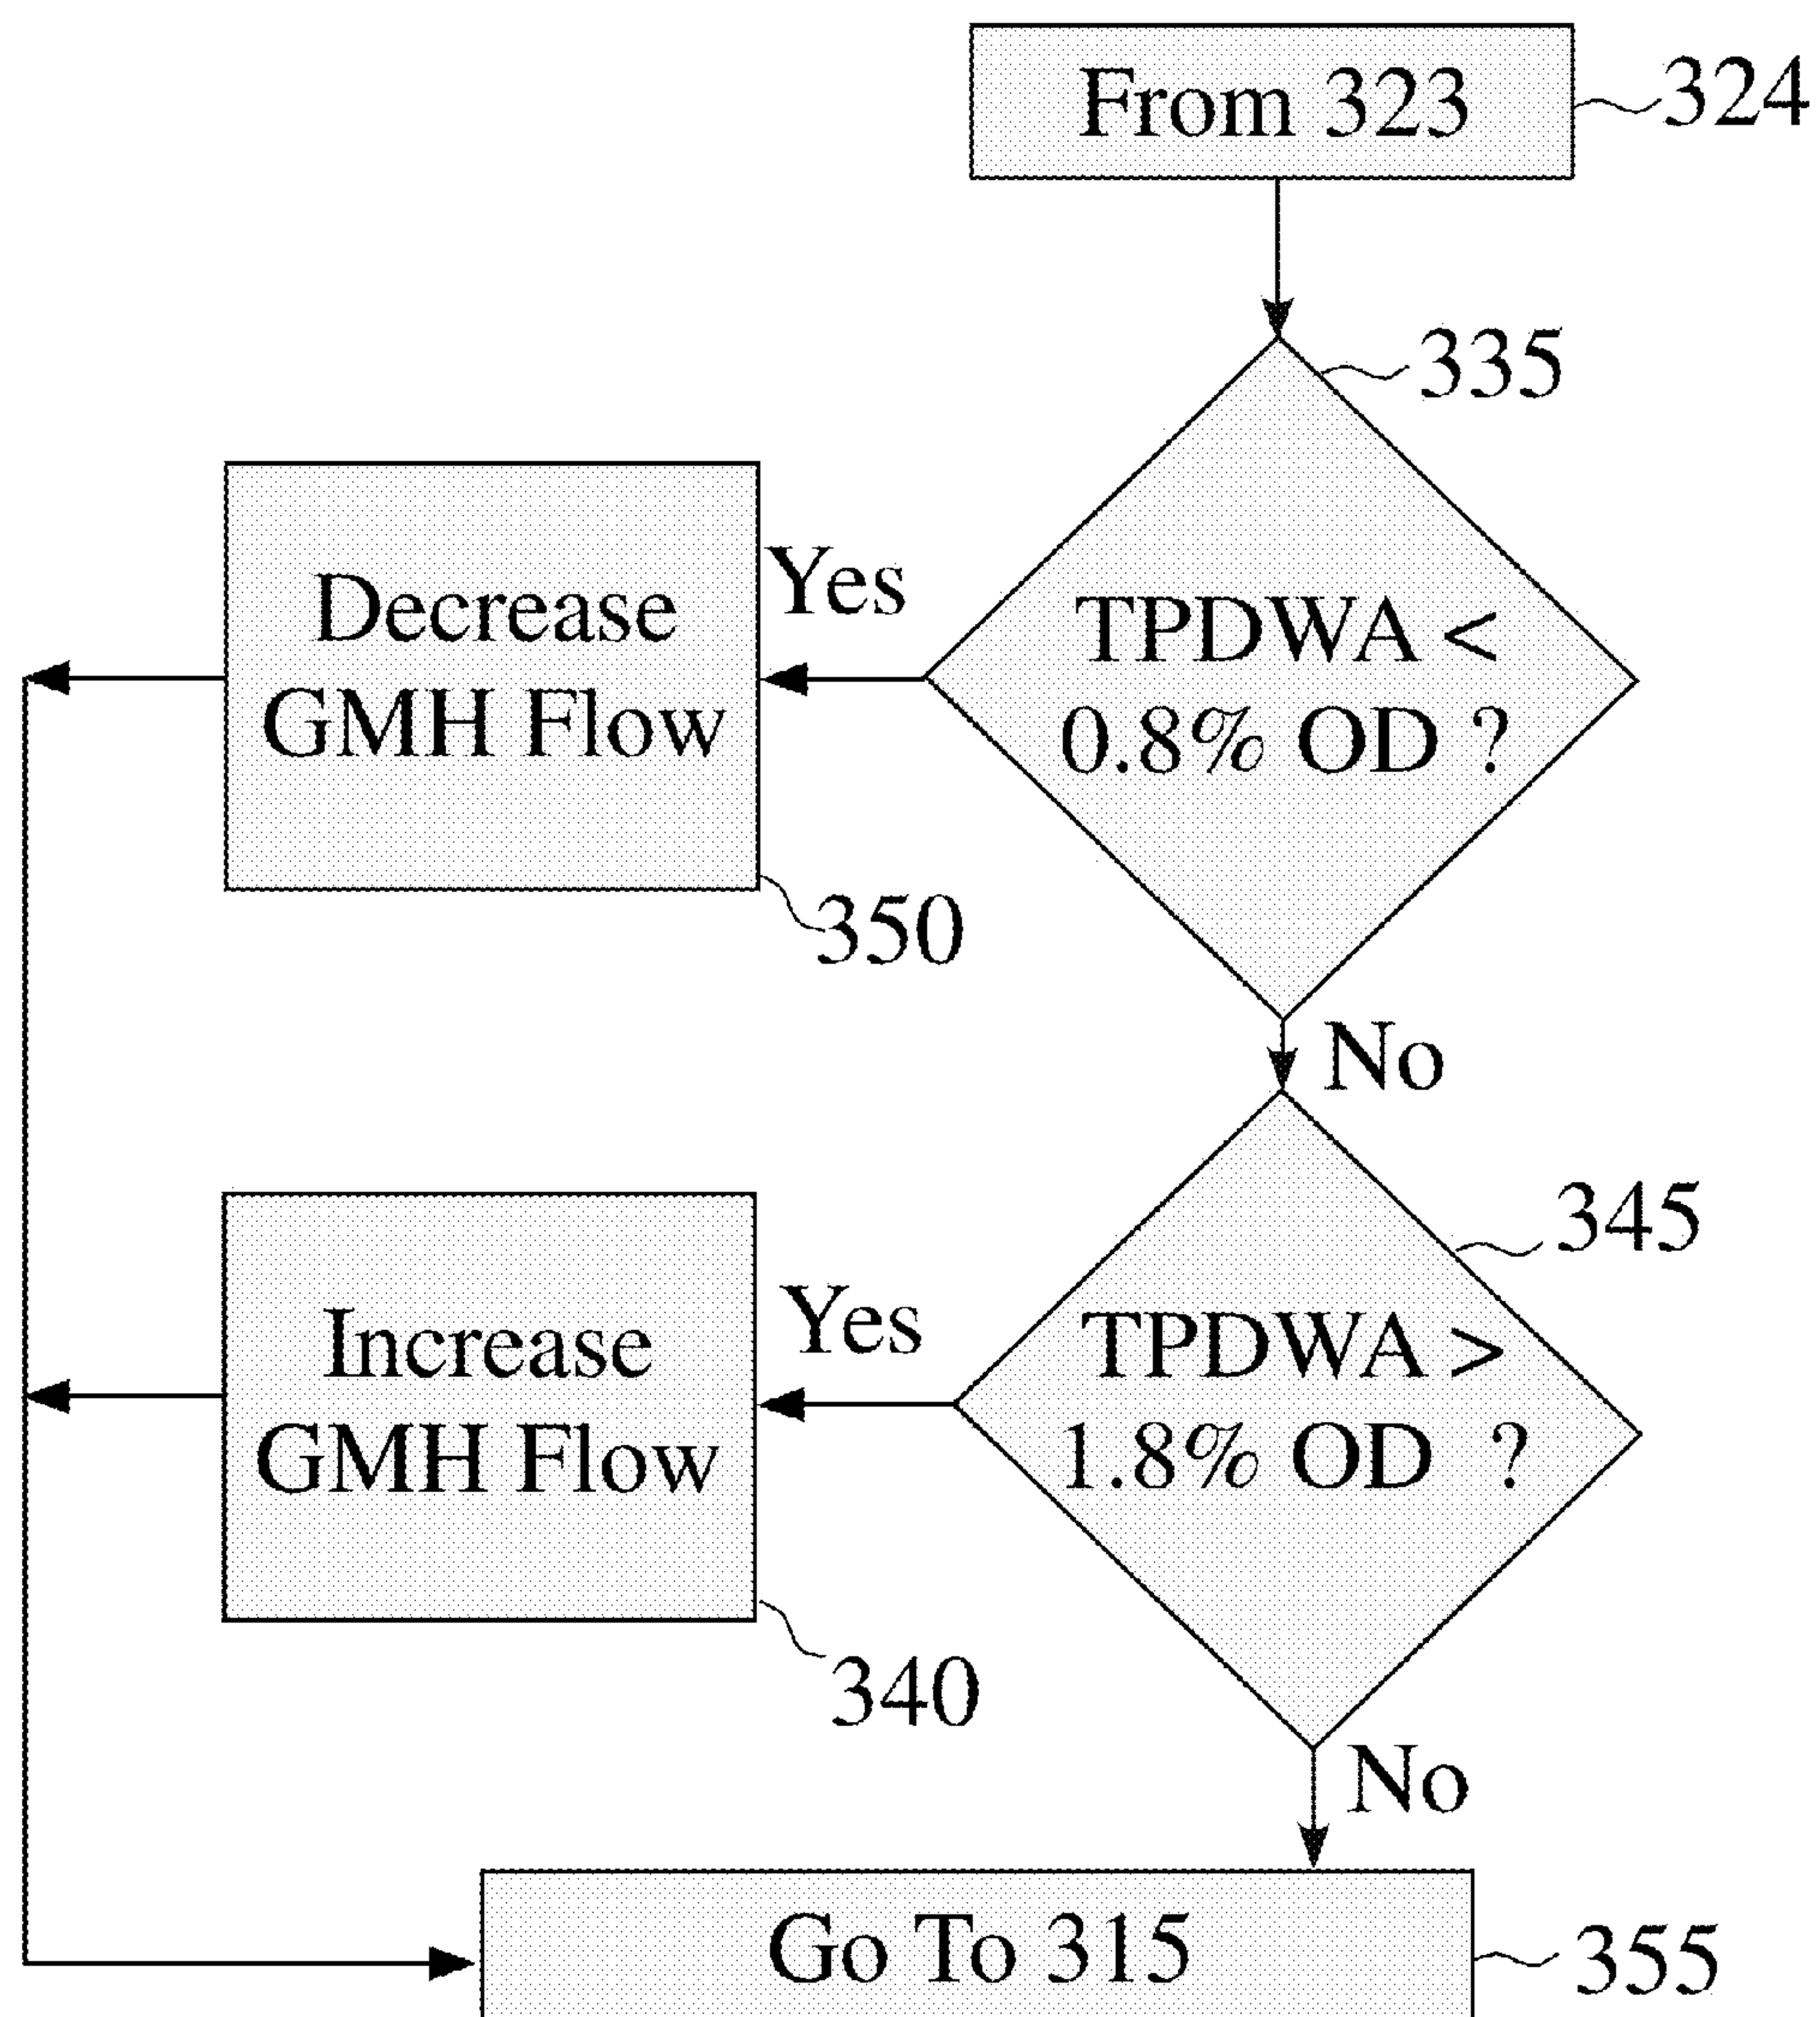 From 323
324
335
TPDWA <
0.8% OD ?
Yes
Decrease
GMH Flow
350
No
345
TPDWA >
1.8% OD ?
Yes
Increase
GMH Flow
340
No
Go To 315
355